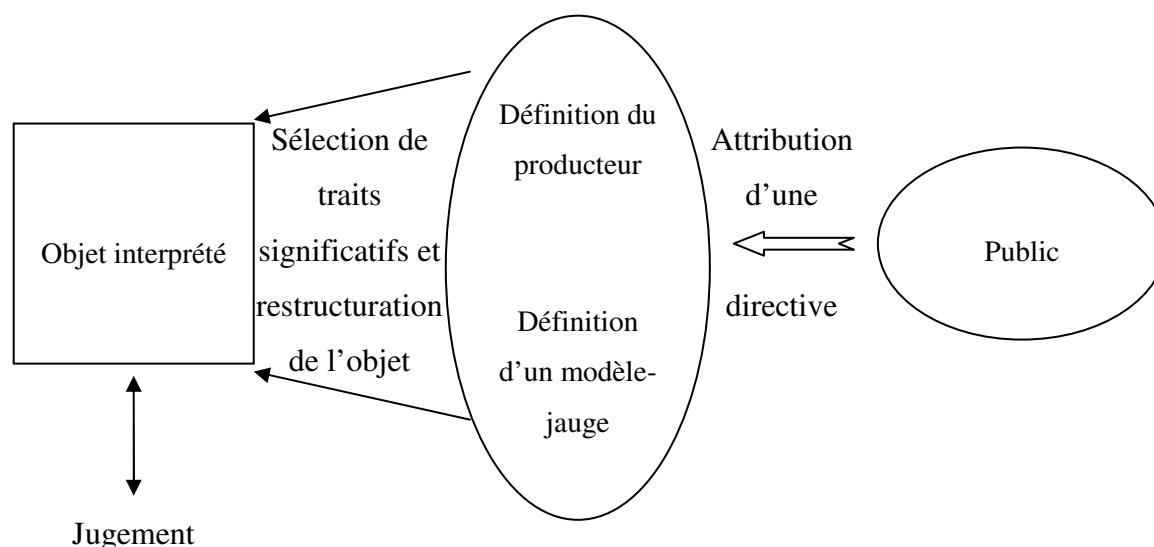 Objet interprété
Sélection de
traits
significatifs et
restructuration
de l’objet
Définition du
producteur
Définition
d’un modèle-
jauge
Attribution
d’une
directive
Public
Jugement